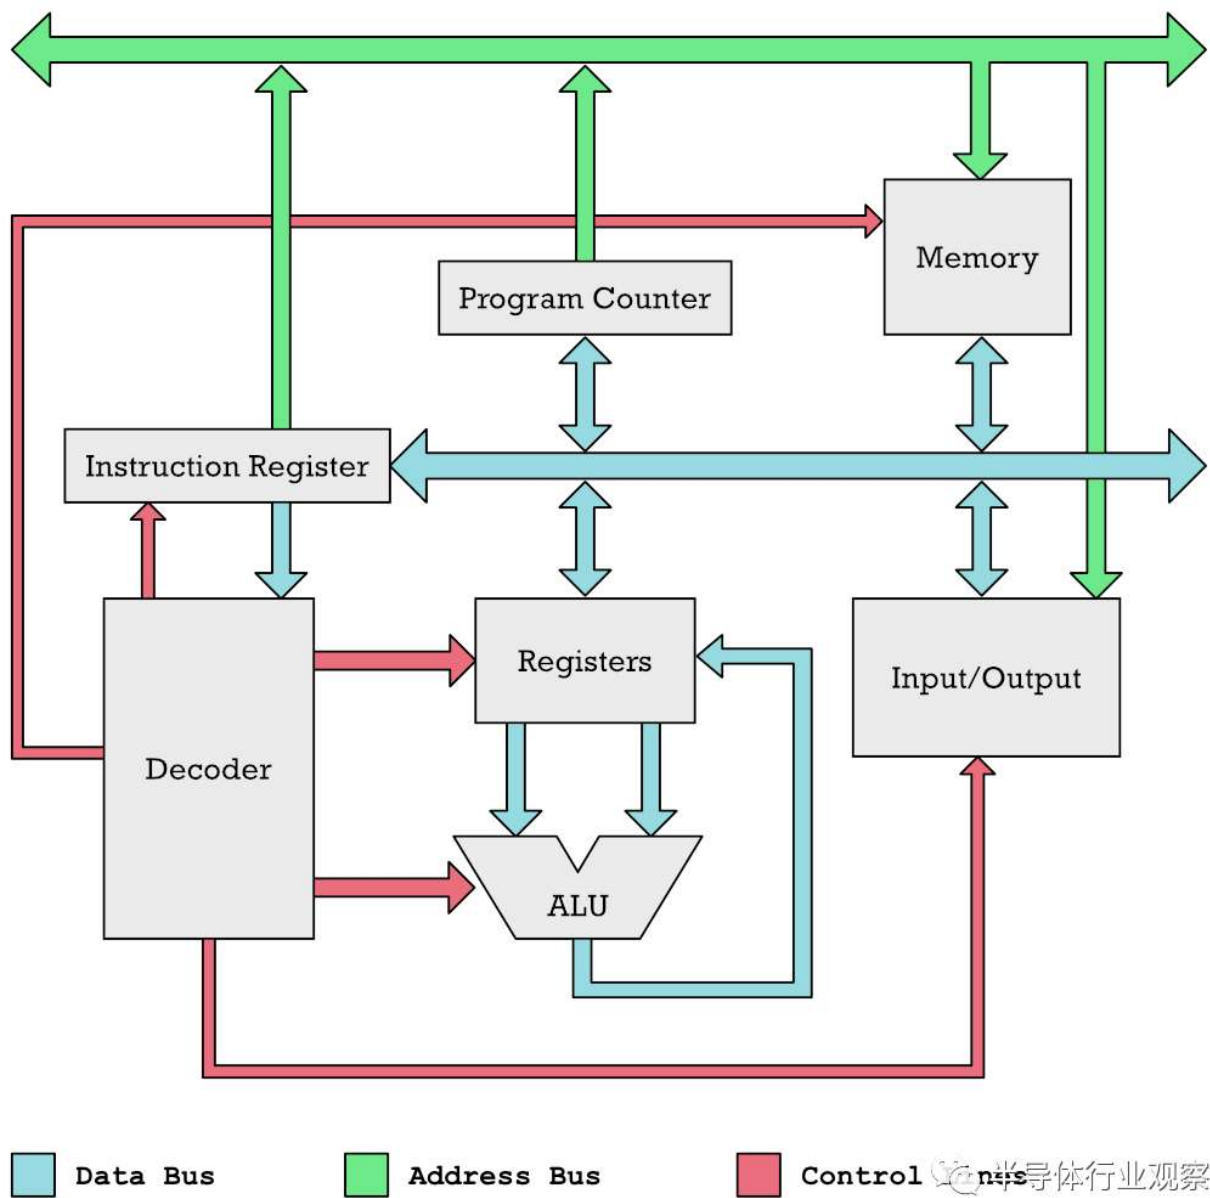 Memory
Program Counter
Instruction Register
Registers
Input/Output
Decoder
ALU
Data Bus
Address Bus
Control
半导体行业观察